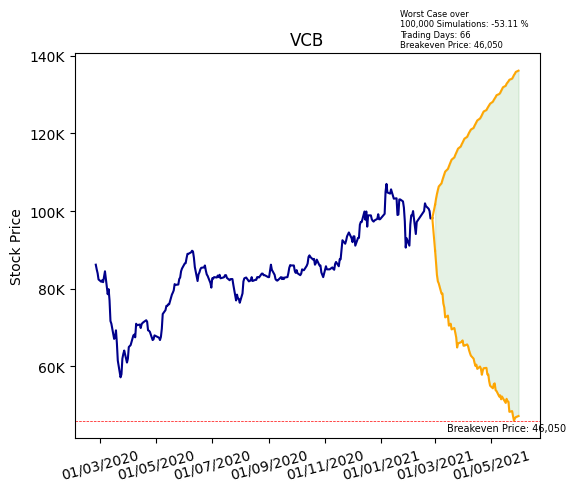 Worst Case over
100,000 Simulations: -53.11 %
Trading Days: 66
Breakeven Price: 46,050
VCB
140K
120K
100K
80K
60K
Stock Price
Breakeven Price: 46,050
01/03/2020
01/05/2020
01/07/2020
01/09/2020
01/11/2020
01/01/2021
01/03/2021
01/05/2021